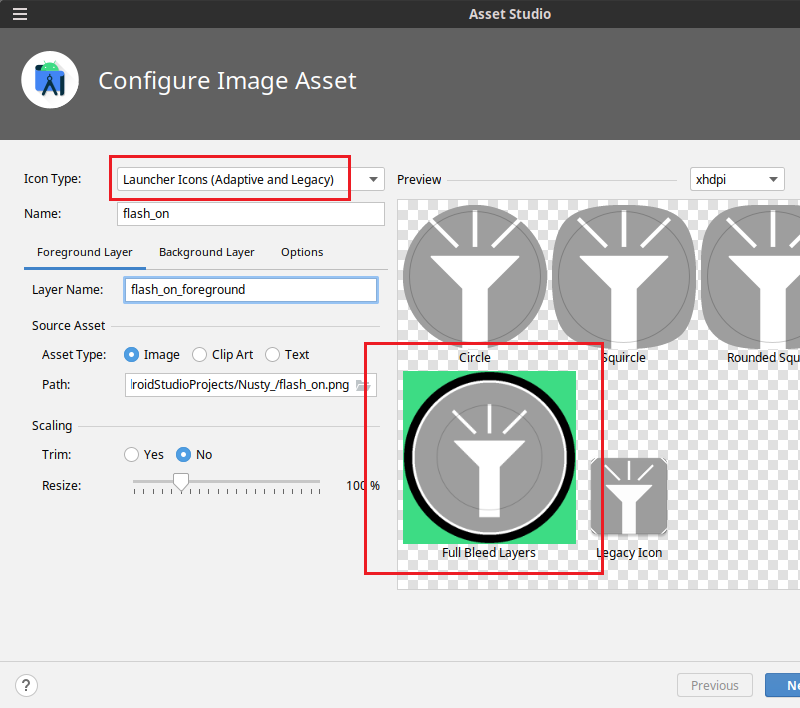 Asset Studio
Configure Image Asset
Icon Type:
Launcher Icons (Adaptive and Legacy)
Preview
xhdpi
Name:
flash_on
Foreground Layer
Background Layer
Options
Layer Name:
flash_on_foreground
Source Asset
Asset Type:
Image
Clip Art
Text
Path:
roidStudioProjects/Nusty_/flash_on.png
Scaling
Trim:
Yes
No
Resize:
100 %
Circle
Squircle
Rounded Squ
Full Bleed Layers
Legacy Icon
?
Previous
Ne